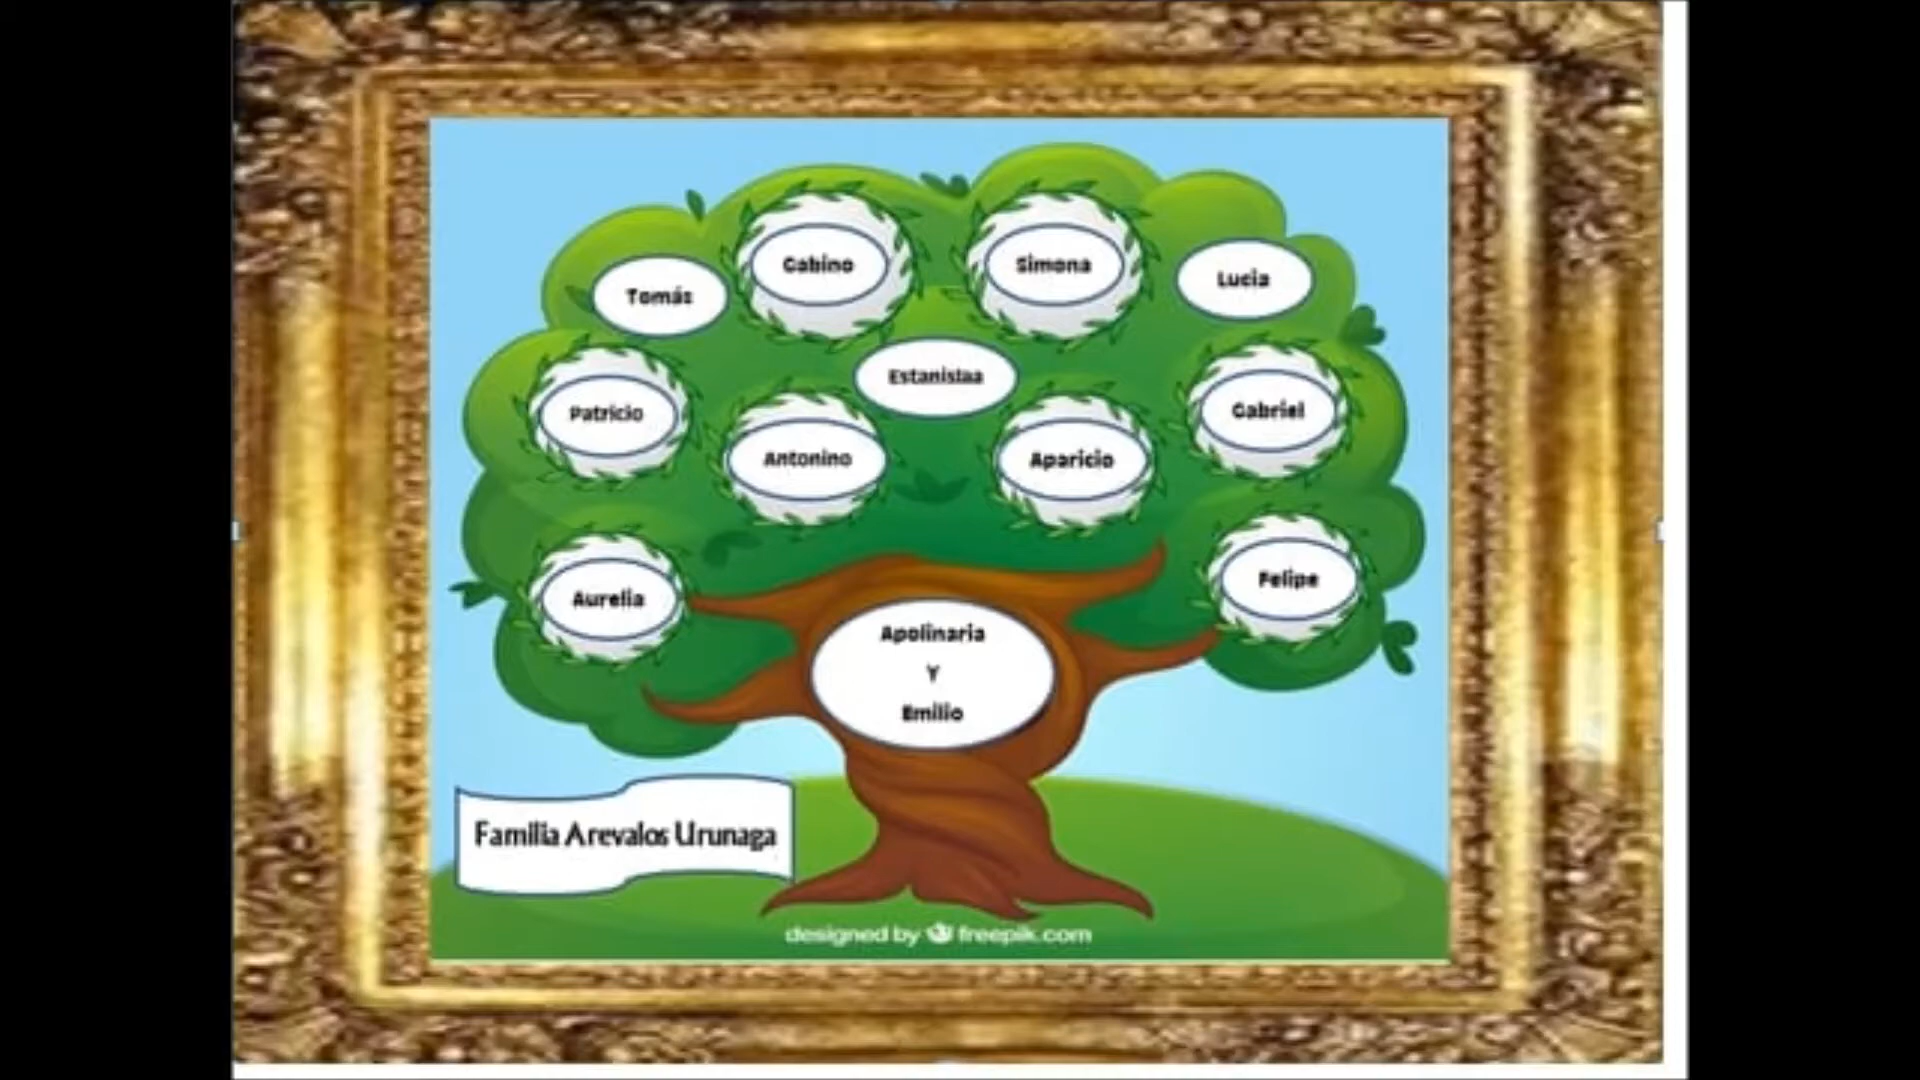 Gabino
Simona
Lucia
Tomás
Estanislaa
Patricio
Gabriel
Antonino
Aparicio
Aurelia
Felipe
Apolinaria
Y
Emilio
Familia Arevalos Urunaga
designed by freepik.com